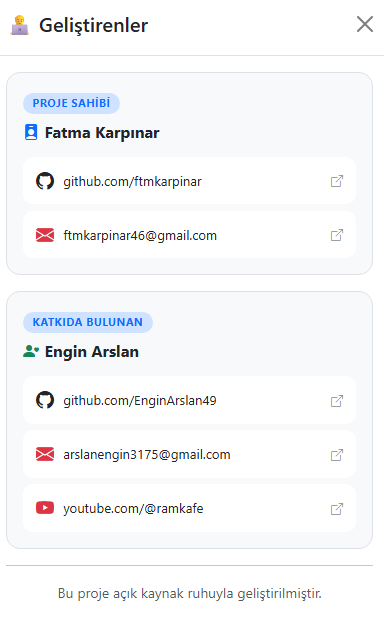 Geliştirenler
PROJE SAHİBİ
Fatma Karpınar
github.com/ftmkarpinar
ftmkarpinar46@gmail.com
KATKIDA BULUNAN
Engin Arslan
github.com/EnginArslan49
arslanengin3175@gmail.com
youtube.com/@ramkafe
Bu proje açık kaynak ruhuyla geliştirilmiştir.